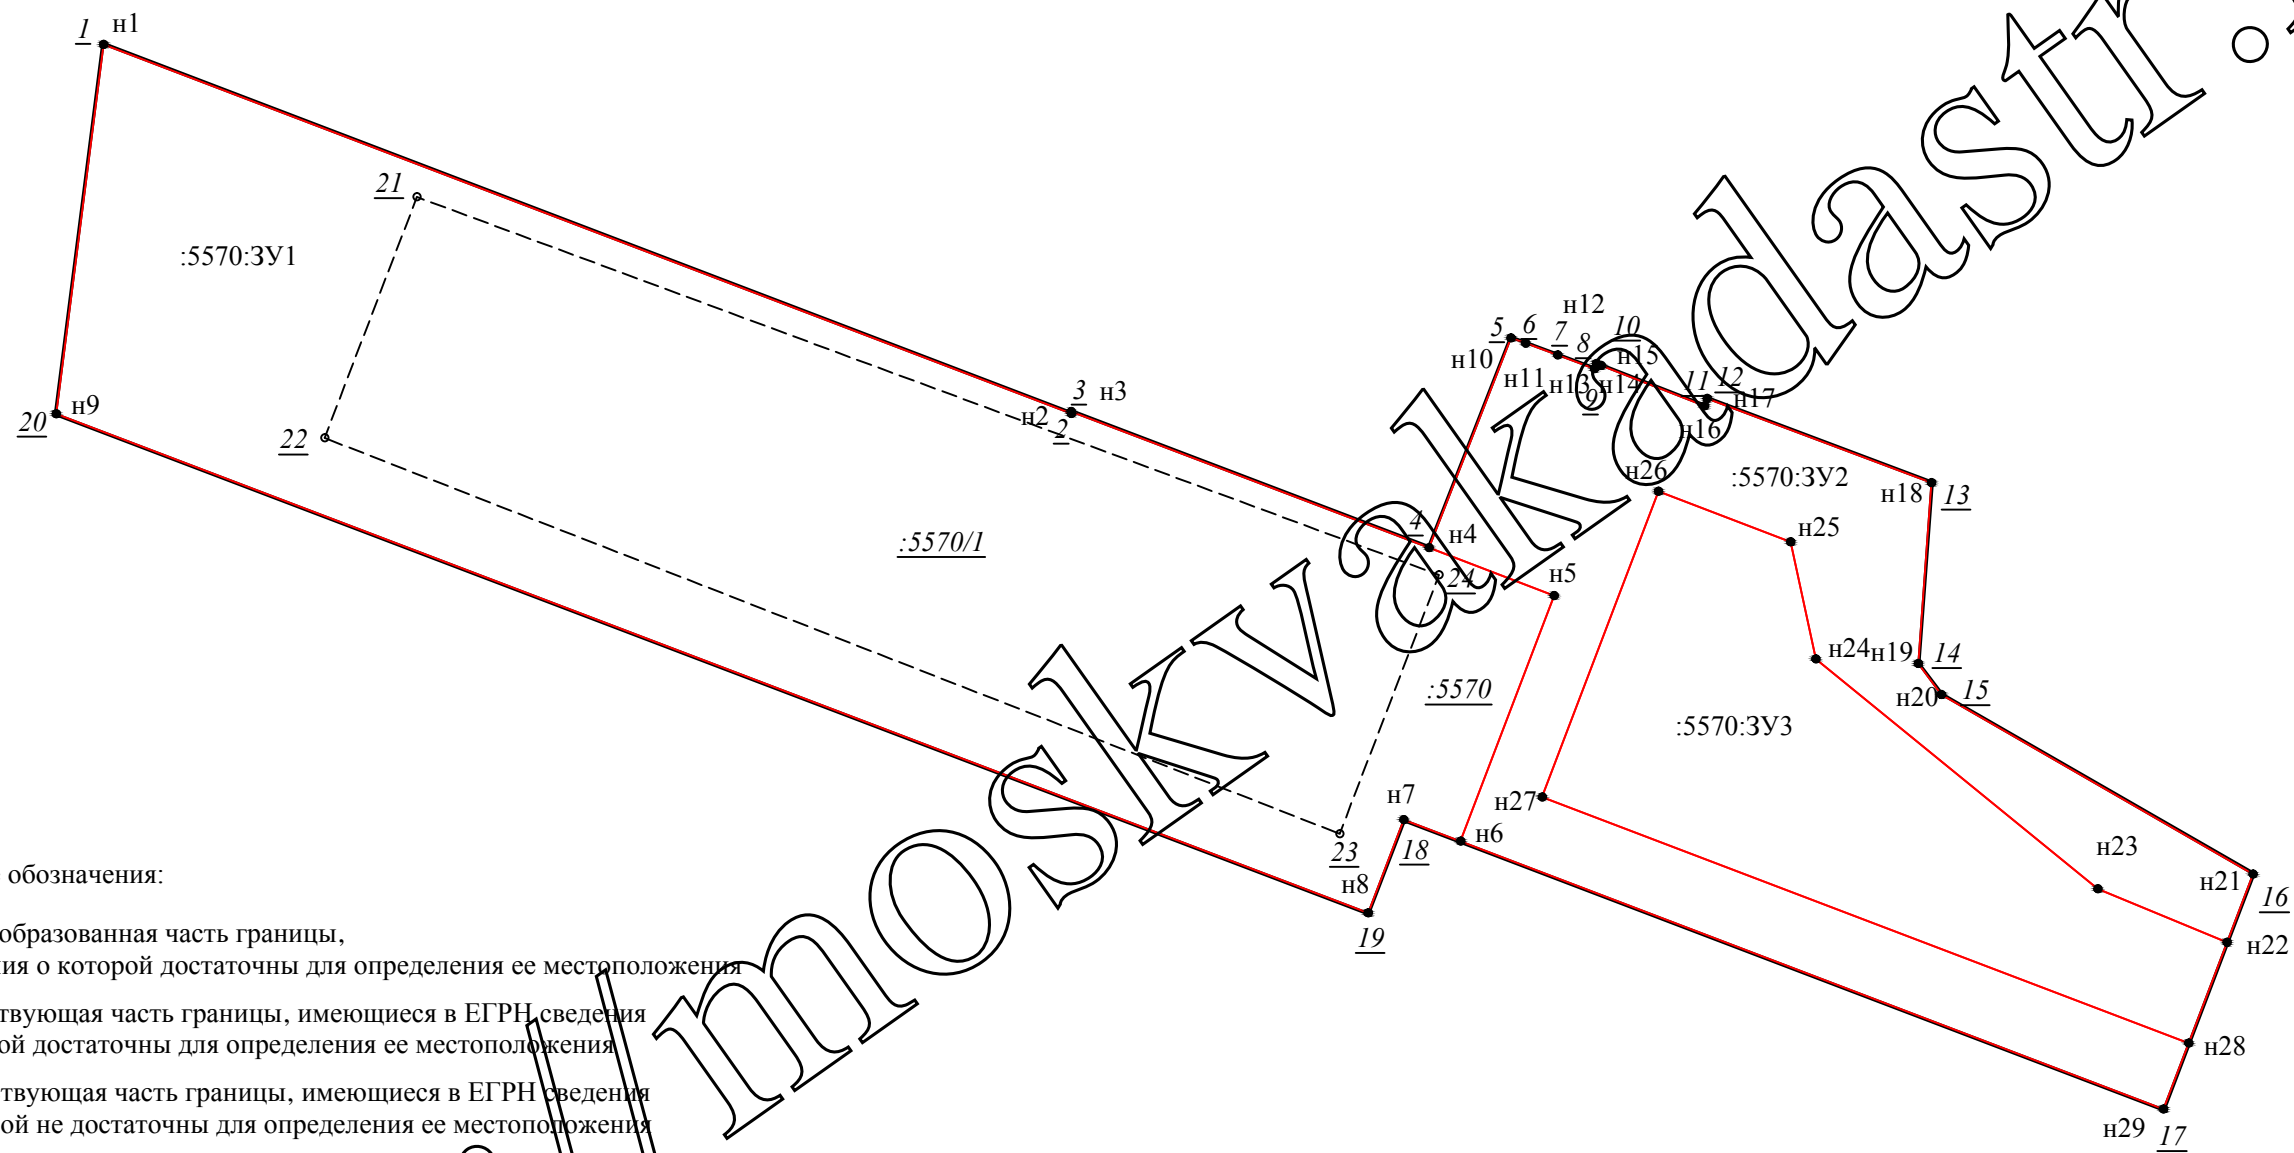 1 н1
21
:5570:ЗУ1
н12
5 6 7 8 10
н10 н11 н13 н14 н15
9
11 12 н17
н16
3 н3
н2 2
20 н9
22
н26
:5570:ЗУ2
н18 13
4 н4
н25
:5570/1
24
н5
н24 н19 14
н20 15
:5570
:5570:ЗУ3
н27
н7
н6
18
23
н8
19
н23
н21
16
н22
н28
н29 17
обозначения:
образованная часть границы,
ия о которой достаточны для определения ее местоположения
твующая часть границы, имеющиеся в ЕГРН сведения
ой достаточны для определения ее местоположения
твующая часть границы, имеющиеся в ЕГРН сведения
ой не достаточны для определения ее местоположения
//moskvakadastr.